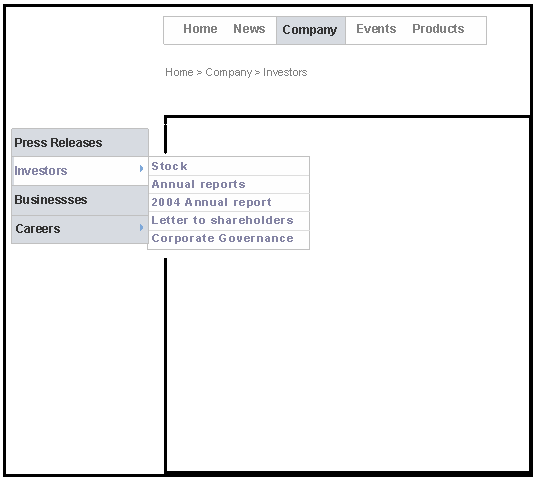 Home News Company Events Products
Home > Company > Investors
Press Releases
Investors
Stock
Annual reports
2004 Annual report
Letter to shareholders
Corporate Governance
Businessses
Careers